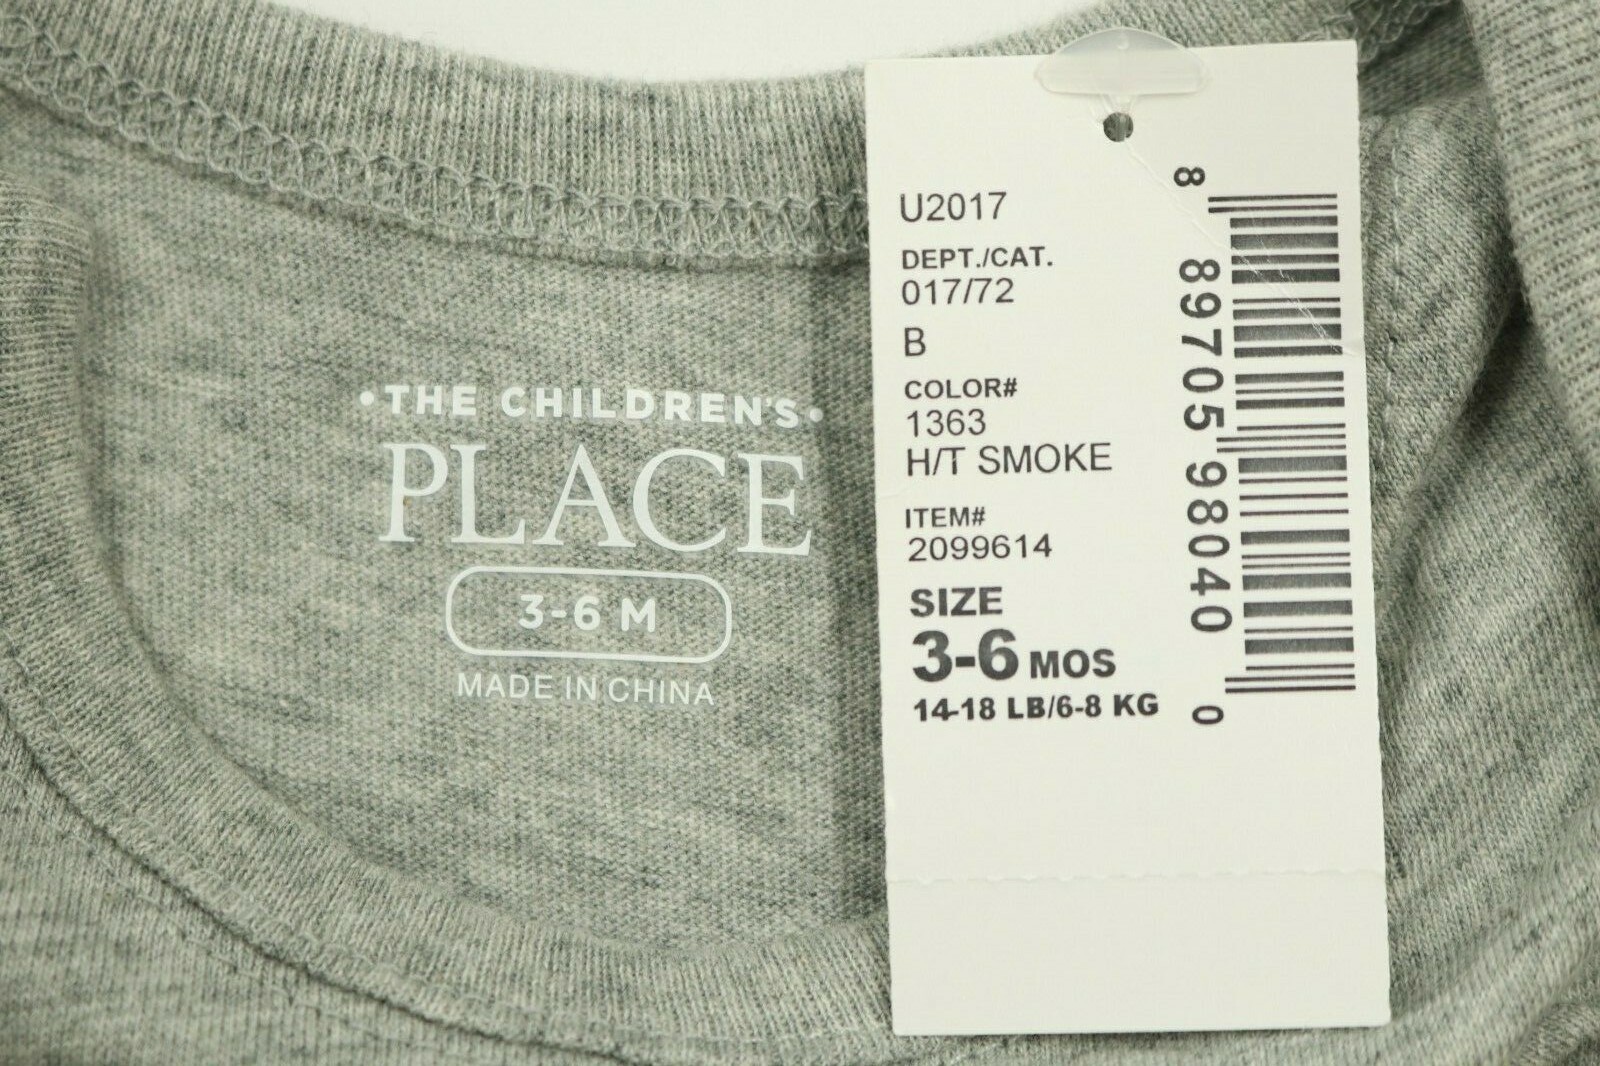 •THE CHILDREN'S•
PLACE
3-6 M
MADE IN CHINA
U2017
DEPT./CAT.
017/72
B
COLOR#
1363
H/T SMOKE
ITEM#
2099614
SIZE
3-6 MOS
14-18 LB/6-8 KG
8 89705 98040 0